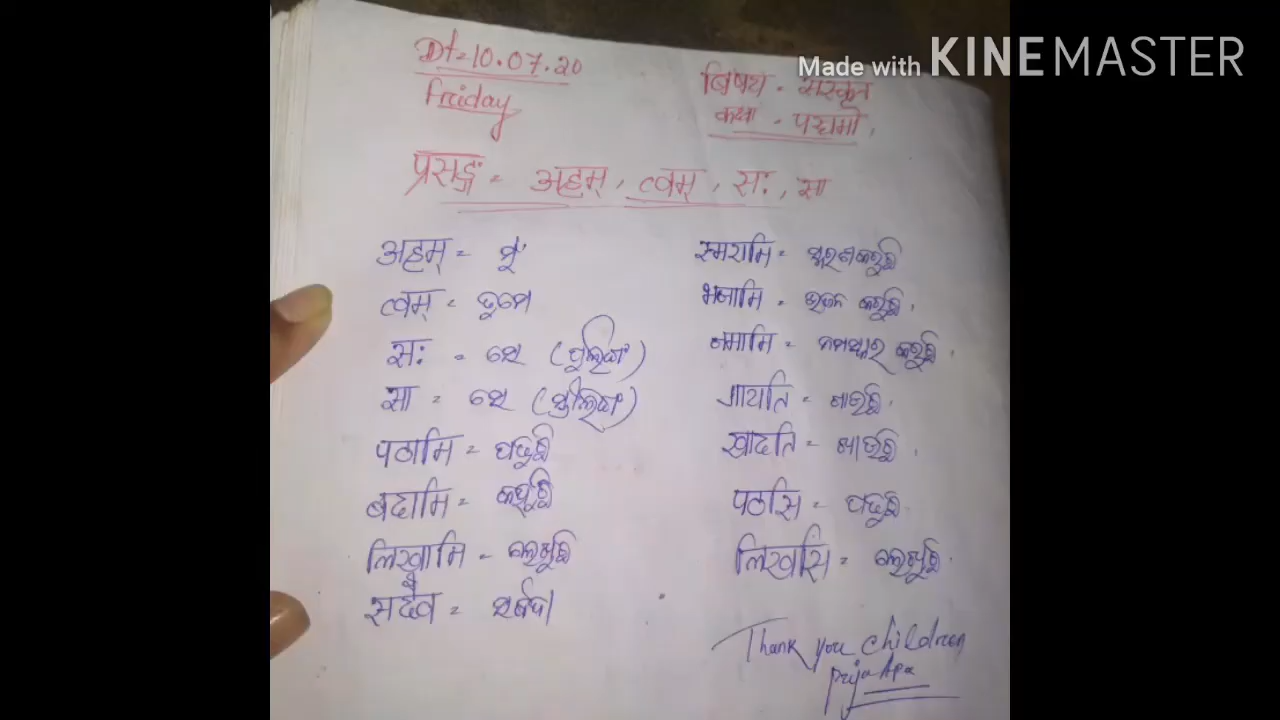 Made with KINEMASTER
Dt=10.07.20
Friday
बिषय - संस्कृत
कक्षा - पञ्चमी
प्रसङ्ग - अहम्, त्वम्, सः, सा
अहम् = ମୁଁ
त्वम् = ତୁମେ
सः = ସେ (ପୁଂଲିଙ୍ଗ)
सा = ସେ (ସ୍ତ୍ରୀଲିଙ୍ଗ)
पठामि = ପଢୁଛି
बदामि = କହୁଛି
लिखामि = ଲେଖୁଛି
सदैव = ସର୍ବଦା
स्मरामि = ସ୍ମରଣ କରୁଛି
भजामि = ଭଜନ କରୁଛି.
नमामि = ନମସ୍କାର କରୁଛି.
गायति = ଗାଉଛି.
खादति = ଖାଉଛି.
पठसि = ପଢୁଛି.
लिखसि = ଲେଖୁଛି.
Thank you children
Priya Apa